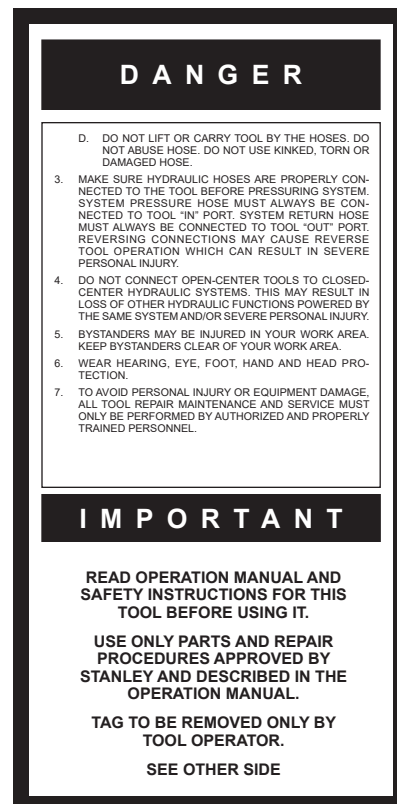 DANGER
D. DO NOT LIFT OR CARRY TOOL BY THE HOSES. DO
NOT ABUSE HOSE. DO NOT USE KINKED, TORN OR
DAMAGED HOSE.
3. MAKE SURE HYDRAULIC HOSES ARE PROPERLY CON-
NECTED TO THE TOOL BEFORE PRESSURING SYSTEM.
SYSTEM PRESSURE HOSE MUST ALWAYS BE CON-
NECTED TO TOOL “IN” PORT. SYSTEM RETURN HOSE
MUST ALWAYS BE CONNECTED TO TOOL “OUT” PORT.
REVERSING CONNECTIONS MAY CAUSE REVERSE
TOOL OPERATION WHICH CAN RESULT IN SEVERE
PERSONAL INJURY.
4. DO NOT CONNECT OPEN-CENTER TOOLS TO CLOSED-
CENTER HYDRAULIC SYSTEMS. THIS MAY RESULT IN
LOSS OF OTHER HYDRAULIC FUNCTIONS POWERED BY
THE SAME SYSTEM AND/OR SEVERE PERSONAL INJURY.
5. BYSTANDERS MAY BE INJURED IN YOUR WORK AREA.
KEEP BYSTANDERS CLEAR OF YOUR WORK AREA.
6. WEAR HEARING, EYE, FOOT, HAND AND HEAD PRO-
TECTION.
7. TO AVOID PERSONAL INJURY OR EQUIPMENT DAMAGE,
ALL TOOL REPAIR MAINTENANCE AND SERVICE MUST
ONLY BE PERFORMED BY AUTHORIZED AND PROPERLY
TRAINED PERSONNEL.
IMPORTANT
READ OPERATION MANUAL AND
SAFETY INSTRUCTIONS FOR THIS
TOOL BEFORE USING IT.
USE ONLY PARTS AND REPAIR
PROCEDURES APPROVED BY
STANLEY AND DESCRIBED IN THE
OPERATION MANUAL.
TAG TO BE REMOVED ONLY BY
TOOL OPERATOR.
SEE OTHER SIDE